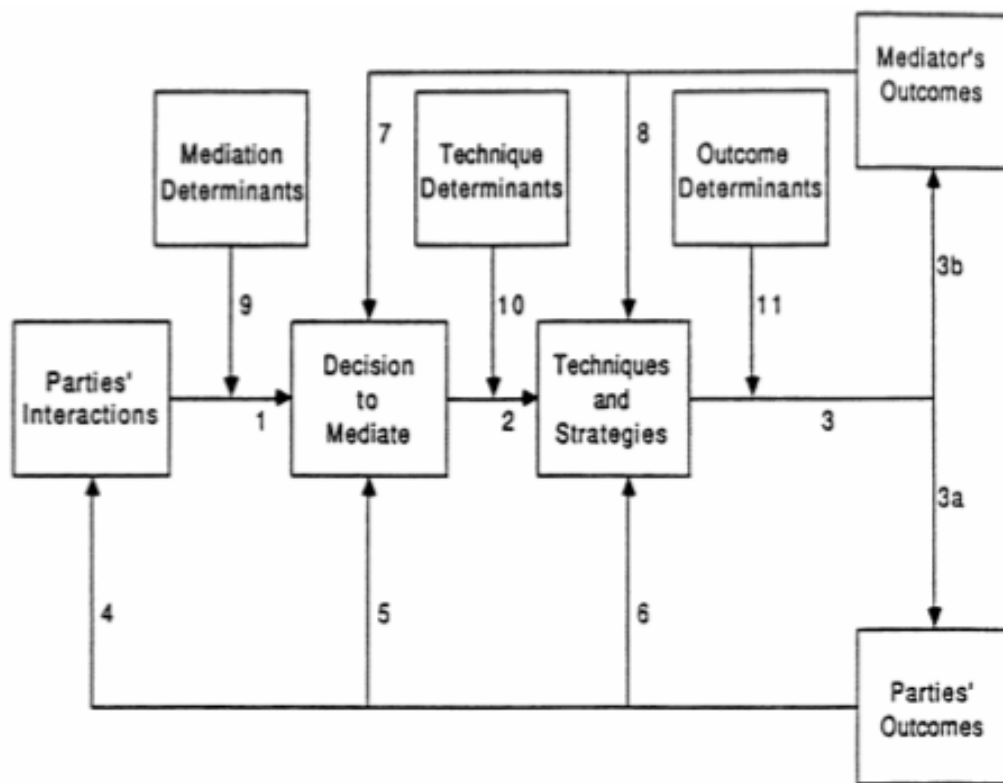 Mediator's
Outcomes
7
8
Mediation
Determinants
Technique
Determinants
Outcome
Determinants
3b
9
10
11
Parties'
Interactions
1
Decision
to
Mediate
2
Techniques
and
Strategies
3
3a
4
5
6
Parties'
Outcomes